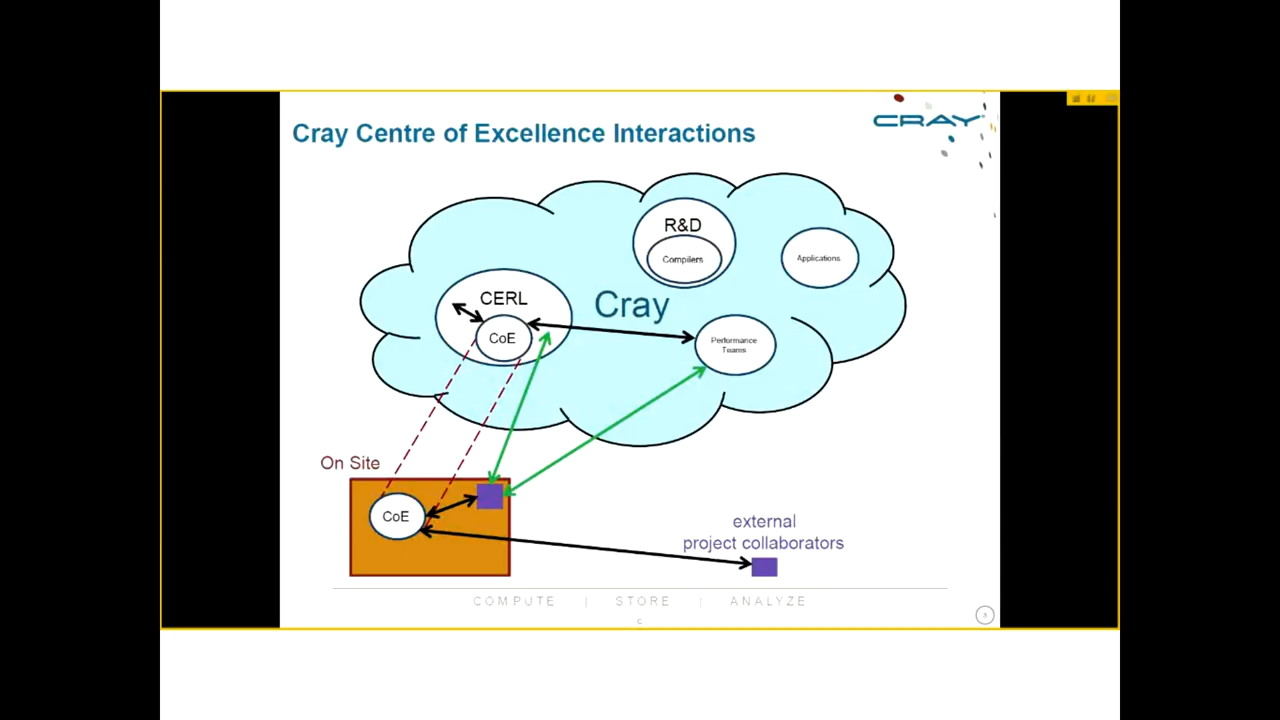 Cray Centre of Excellence Interactions
CRAY
R&D
Compilers
Applications
CERL
Cray
CoE
Performance
Teams
On Site
CoE
external
project collaborators
COMPUTE | STORE | ANALYZE
C